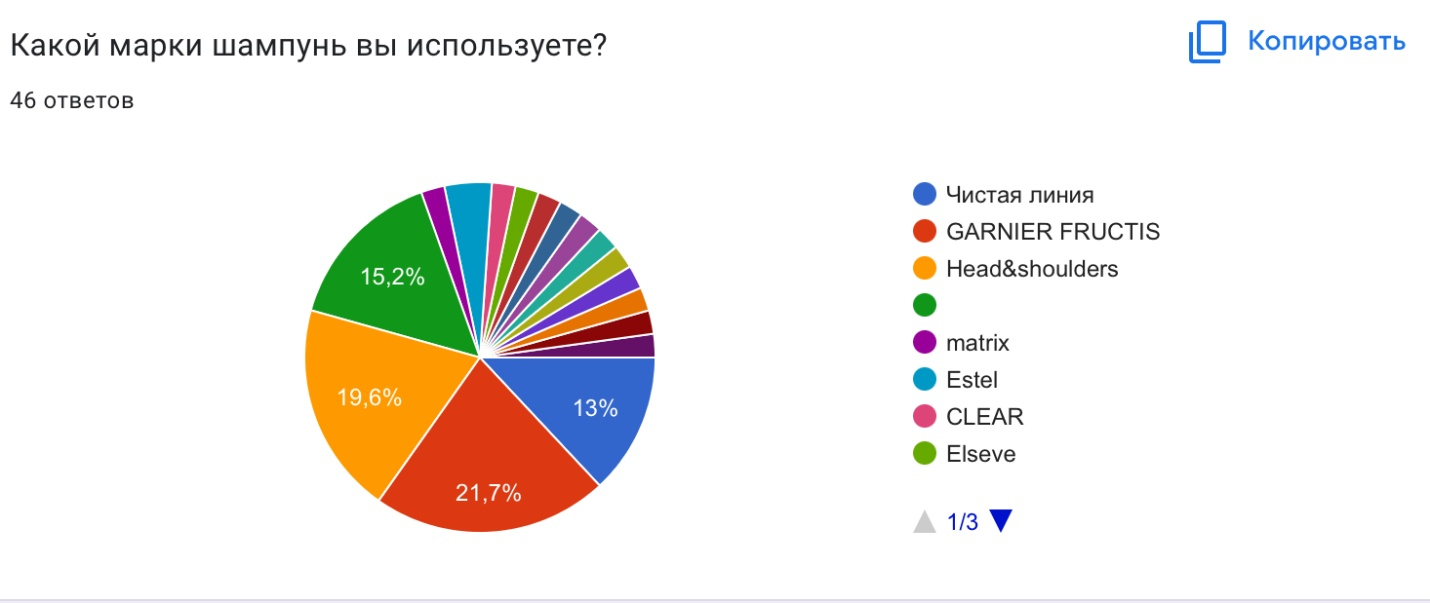 Какой марки шампунь вы используете?
Копировать
46 ответов
Чистая линия
GARNIER FRUCTIS
Head&shoulders
matrix
Estel
CLEAR
Elseve
1/3
15,2%
19,6%
13%
21,7%